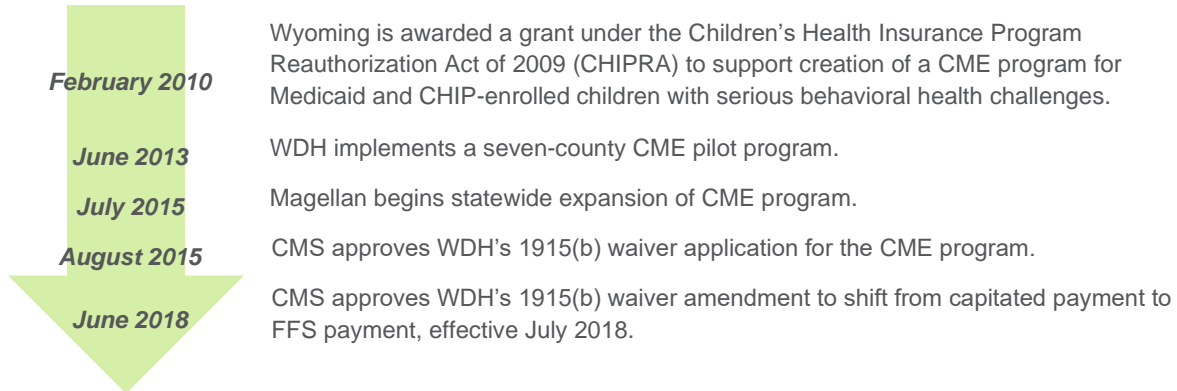 February 2010
Wyoming is awarded a grant under the Children’s Health Insurance Program
Reauthorization Act of 2009 (CHIPRA) to support creation of a CME program for
Medicaid and CHIP-enrolled children with serious behavioral health challenges.
June 2013
WDH implements a seven-county CME pilot program.
July 2015
Magellan begins statewide expansion of CME program.
August 2015
CMS approves WDH’s 1915(b) waiver application for the CME program.
June 2018
CMS approves WDH’s 1915(b) waiver amendment to shift from capitated payment to
FFS payment, effective July 2018.